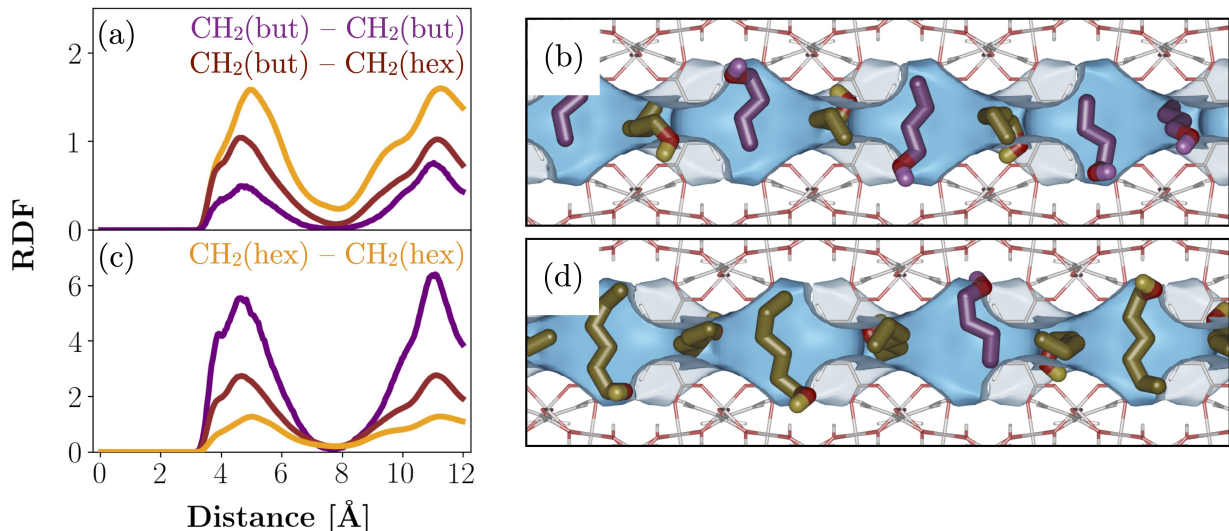 (a)
CH₂(but) – CH₂(but)
CH₂(but) – CH₂(hex)
2
1
0
(b)
RDF
(c)
CH₂(hex) – CH₂(hex)
6
4
2
0
(d)
0 2 4 6 8 10 12
Distance [Å]